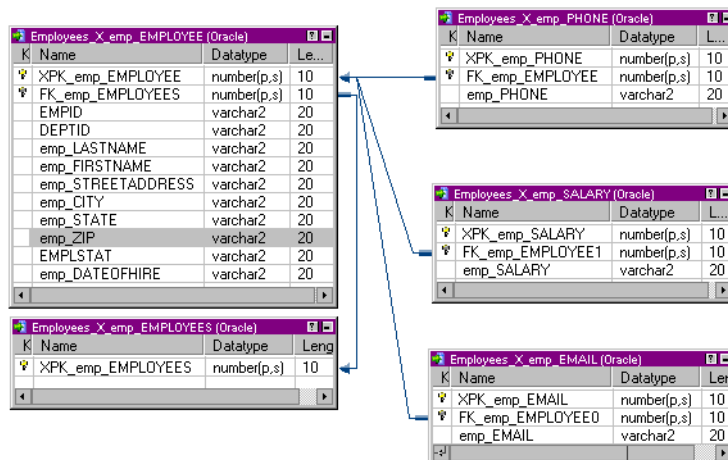 Employees_X_emp_EMPLOYEE (Oracle)
K Name Datatype Le...
XPK_emp_EMPLOYEE number(p,s) 10
FK_emp_EMPLOYEES number(p,s) 10
EMPID varchar2 20
DEPTID varchar2 20
emp_LASTNAME varchar2 20
emp_FIRSTNAME varchar2 20
emp_STREETADDRESS varchar2 20
emp_CITY varchar2 20
emp_STATE varchar2 20
emp_ZIP varchar2 20
EMPLSTAT varchar2 20
emp_DATEOFHIRE varchar2 20
Employees_X_emp_EMPLOYEES (Oracle)
K Name Datatype Leng
XPK_emp_EMPLOYEES number(p,s) 10
Employees_X_emp_PHONE (Oracle)
K Name Datatype L...
XPK_emp_PHONE number(p,s) 10
FK_emp_EMPLOYEE number(p,s) 10
emp_PHONE varchar2 20
Employees_X_emp_SALARY (Oracle)
K Name Datatype L...
XPK_emp_SALARY number(p,s) 10
FK_emp_EMPLOYEE1 number(p,s) 10
emp_SALARY varchar2 20
Employees_X_emp_EMAIL (Oracle)
K Name Datatype Len
XPK_emp_EMAIL number(p,s) 10
FK_emp_EMPLOYEE0 number(p,s) 10
emp_EMAIL varchar2 20